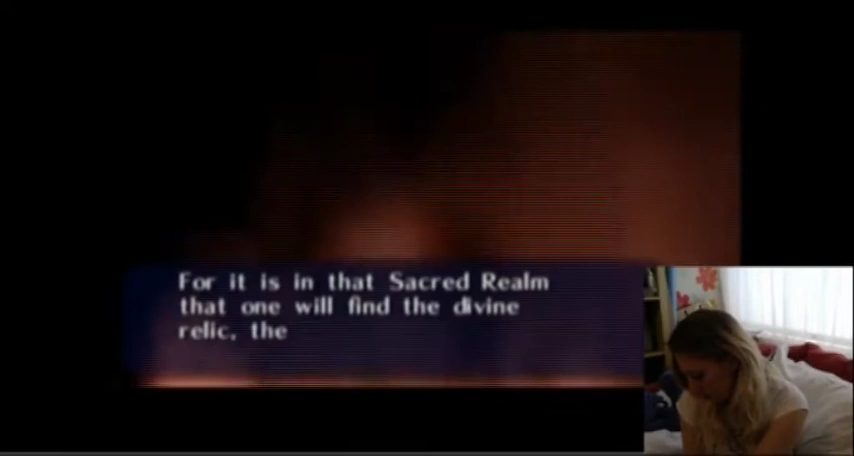 For it is in that Sacred Realm
that one will find the divine
relic, the